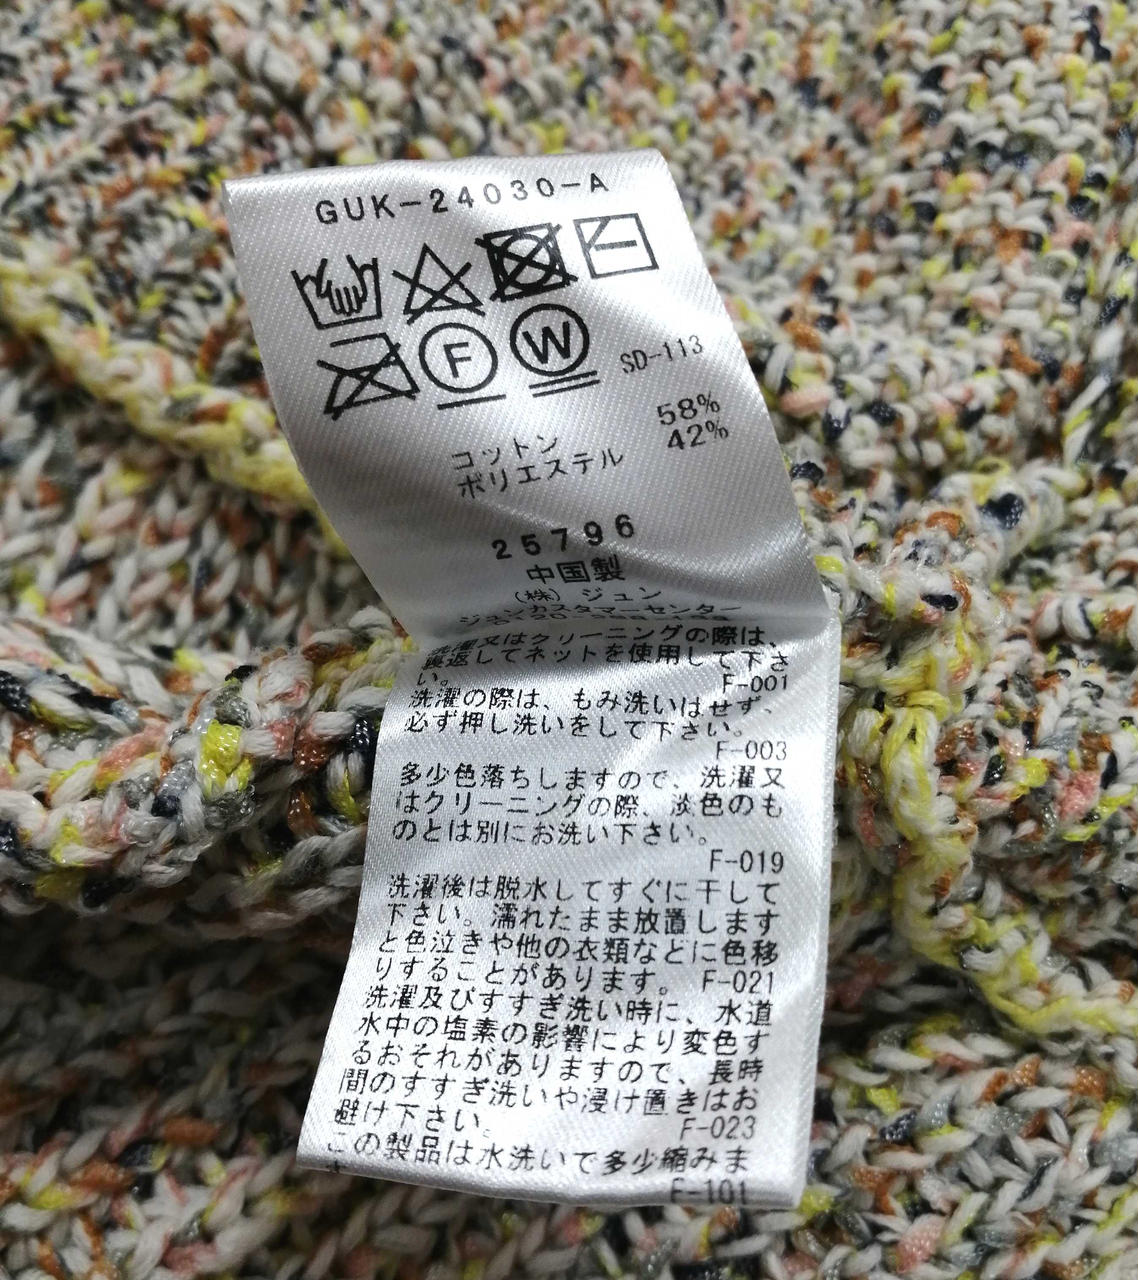 GUK-24030-A
F
W
SD-113
コットン 58%
ポリエステル 42%
25796
中国製
(株) ジュン
ジュンカスタマーセンター
洗濯又はクリーニングの際は、
裏返してネットを使用して下さ
い。
F-001
洗濯の際は、もみ洗いはせず、
必ず押し洗いをして下さい。
F-003
多少色落ちしますので、洗濯又
はクリーニングの際、淡色のも
のとは別にお洗い下さい。
F-019
洗濯後は脱水してすぐに干して
下さい。濡れたまま放置します
と色泣きや他の衣類などに色移
りすることがあります。 F-021
洗濯及びすすぎ洗い時に、水道
水中の塩素の影響により変色す
るおそれがありますので、長時
間のすすぎ洗いや浸け置きはお
避け下さい。
F-023
この製品は水洗いで多少縮みま
F-101